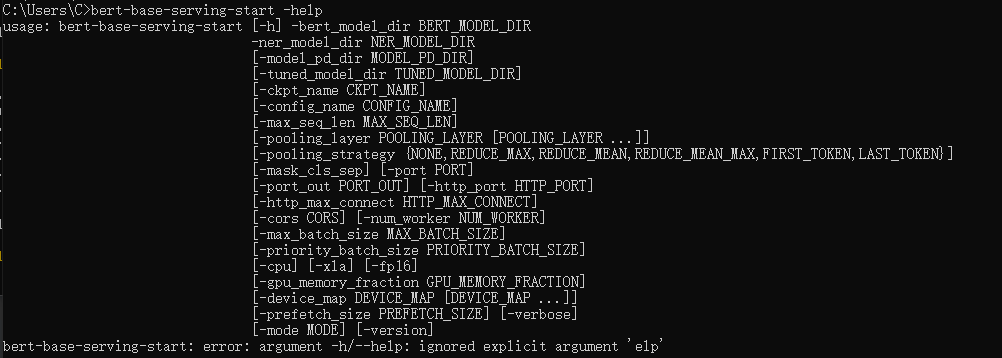 C:\Users\C>bert-base-serving-start -help
usage: bert-base-serving-start [-h] -bert_model_dir BERT_MODEL_DIR
-ner_model_dir NER_MODEL_DIR
[-model_pd_dir MODEL_PD_DIR]
[-tuned_model_dir TUNED_MODEL_DIR]
[-ckpt_name CKPT_NAME]
[-config_name CONFIG_NAME]
[-max_seq_len MAX_SEQ_LEN]
[-pooling_layer POOLING_LAYER [POOLING_LAYER ...]]
[-pooling_strategy {NONE,REDUCE_MAX,REDUCE_MEAN,REDUCE_MEAN_MAX,FIRST_TOKEN,LAST_TOKEN}]
[-mask_cls_sep] [-port PORT]
[-port_out PORT_OUT] [-http_port HTTP_PORT]
[-http_max_connect HTTP_MAX_CONNECT]
[-cors CORS] [-num_worker NUM_WORKER]
[-max_batch_size MAX_BATCH_SIZE]
[-priority_batch_size PRIORITY_BATCH_SIZE]
[-cpu] [-xla] [-fp16]
[-gpu_memory_fraction GPU_MEMORY_FRACTION]
[-device_map DEVICE_MAP [DEVICE_MAP ...]]
[-prefetch_size PREFETCH_SIZE] [-verbose]
[-mode MODE] [-version]
bert-base-serving-start: error: argument -h/--help: ignored explicit argument 'elp'